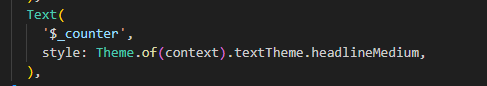 Text(
'$_counter',
style: Theme.of(context).textTheme.headlineMedium,
),